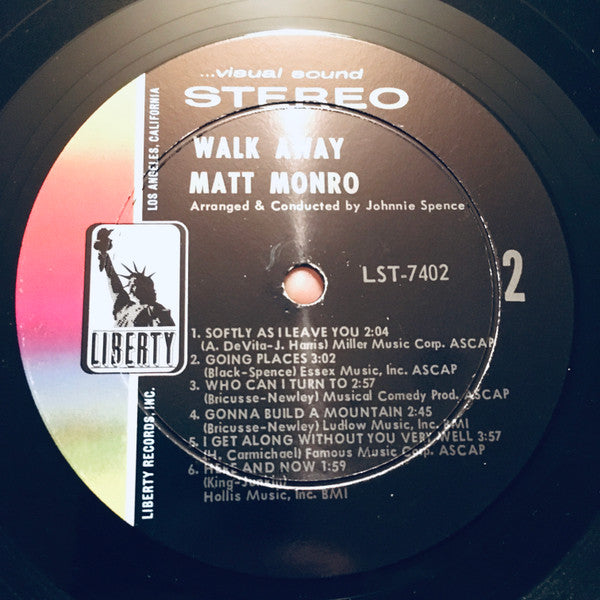 ...visual sound
STEREO
WALK AWAY
MATT MONRO
Arranged & Conducted by Johnnie Spence
LST-7402
2
1. SOFTLY AS I LEAVE YOU 2:04
(A. DeVita-J. Harris) Miller Music Corp. ASCAP
2. GOING PLACES 3:02
(Black-Spence) Essex Music, Inc. ASCAP
3. WHO CAN I TURN TO 2:57
(Bricusse-Newley) Musical Comedy Prod. ASCAP
4. GONNA BUILD A MOUNTAIN 2:45
(Bricusse-Newley) Ludlow Music, Inc. BMI
5. I GET ALONG WITHOUT YOU VERY WELL 3:57
(H. Carmichael) Famous Music Corp. ASCAP
6. HERE AND NOW 1:59
(King-Junkin)
Hollis Music, Inc. BMI
LIBERTY
LIBERTY RECORDS, INC.
LOS ANGELES, CALIFORNIA